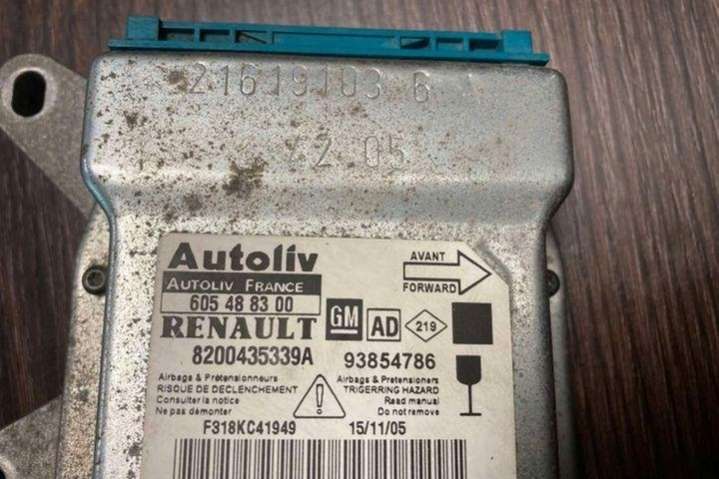 21619103 6
42 05
Autoliv
AUTOLIV FRANCE
605 48 83 00
AVANT
FORWARD
RENAULT
GM
AD
219
8200435339A
93854786
Airbags & Prétensionneurs
RISQUE DE DECLENCHEMENT
Consulter la notice
Ne pas démonter
Airbags & Pretensioners
TRIGERRING HAZARD
Read manual
Do not remove
F318KC41949
15/11/05